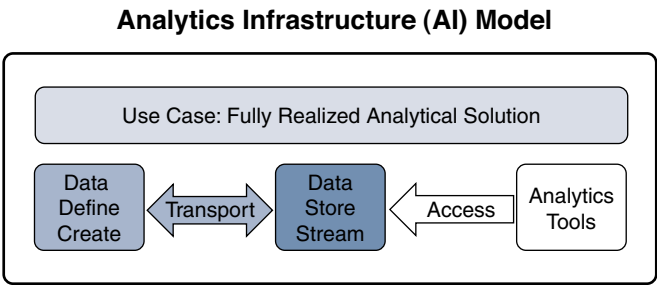 Analytics Infrastructure (AI) Model
Use Case: Fully Realized Analytical Solution
Data
Define
Create
Transport
Data
Store
Stream
Access
Analytics
Tools